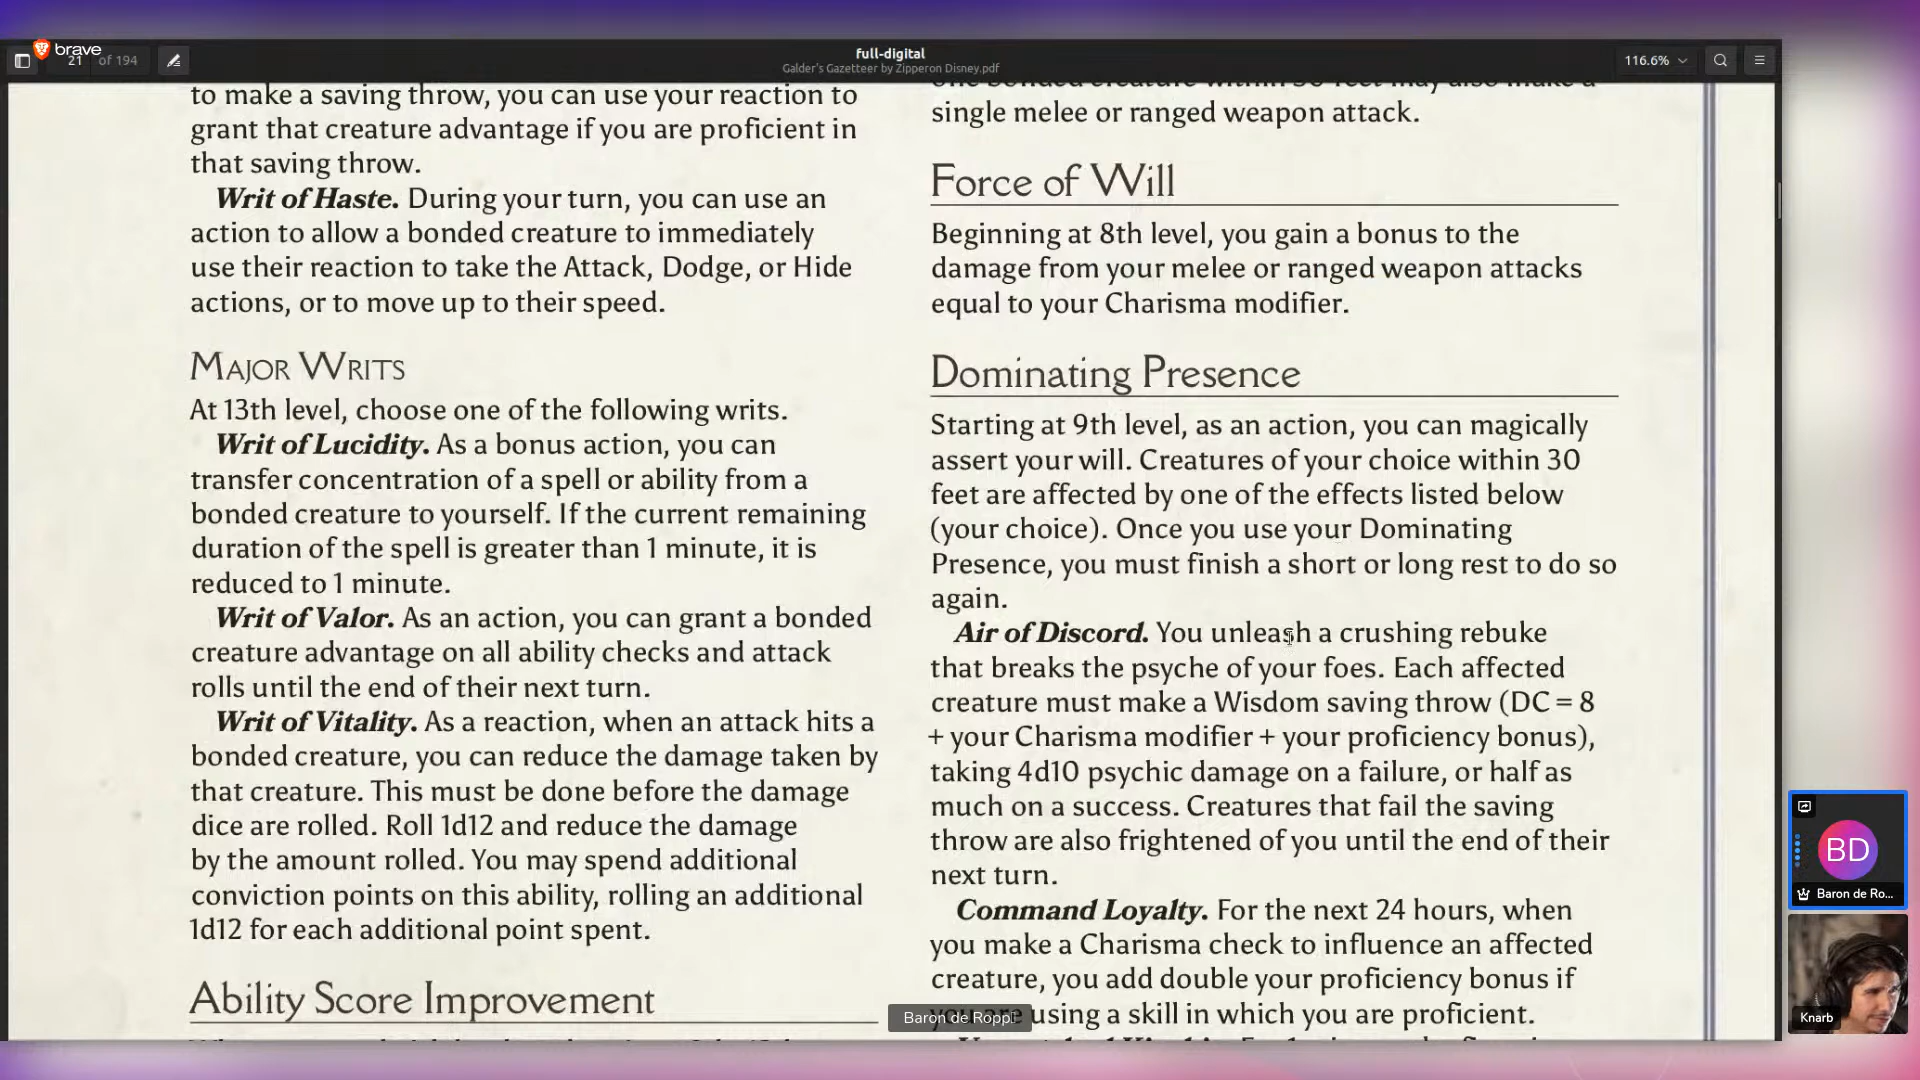 brave
21 of 194
full-digital
Galder's Gazetteer by Zipperon Disney.pdf
116.6%
to make a saving throw, you can use your reaction to
grant that creature advantage if you are proficient in
that saving throw.
Writ of Haste. During your turn, you can use an
action to allow a bonded creature to immediately
use their reaction to take the Attack, Dodge, or Hide
actions, or to move up to their speed.
Major Writs
At 13th level, choose one of the following writs.
Writ of Lucidity. As a bonus action, you can
transfer concentration of a spell or ability from a
bonded creature to yourself. If the current remaining
duration of the spell is greater than 1 minute, it is
reduced to 1 minute.
Writ of Valor. As an action, you can grant a bonded
creature advantage on all ability checks and attack
rolls until the end of their next turn.
Writ of Vitality. As a reaction, when an attack hits a
bonded creature, you can reduce the damage taken by
that creature. This must be done before the damage
dice are rolled. Roll 1d12 and reduce the damage
by the amount rolled. You may spend additional
conviction points on this ability, rolling an additional
1d12 for each additional point spent.
Ability Score Improvement
single melee or ranged weapon attack.
Force of Will
Beginning at 8th level, you gain a bonus to the
damage from your melee or ranged weapon attacks
equal to your Charisma modifier.
Dominating Presence
Starting at 9th level, as an action, you can magically
assert your will. Creatures of your choice within 30
feet are affected by one of the effects listed below
(your choice). Once you use your Dominating
Presence, you must finish a short or long rest to do so
again.
Air of Discord. You unleash a crushing rebuke
that breaks the psyche of your foes. Each affected
creature must make a Wisdom saving throw (DC = 8
+ your Charisma modifier + your proficiency bonus),
taking 4d10 psychic damage on a failure, or half as
much on a success. Creatures that fail the saving
throw are also frightened of you until the end of their
next turn.
Command Loyalty. For the next 24 hours, when
you make a Charisma check to influence an affected
creature, you add double your proficiency bonus if
you are using a skill in which you are proficient.
Baron de Roppi
BD
Baron de Ro...
Knarb